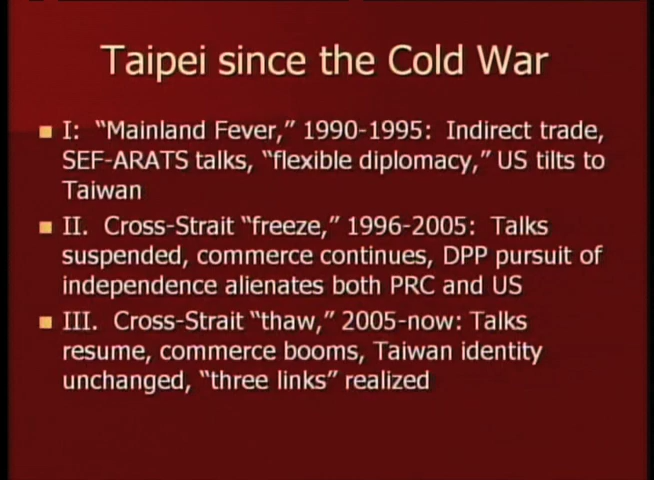 Taipei since the Cold War
I: “Mainland Fever,” 1990-1995: Indirect trade,
SEF-ARATS talks, “flexible diplomacy,” US tilts to
Taiwan
II. Cross-Strait “freeze,” 1996-2005: Talks
suspended, commerce continues, DPP pursuit of
independence alienates both PRC and US
III. Cross-Strait “thaw,” 2005-now: Talks
resume, commerce booms, Taiwan identity
unchanged, “three links” realized